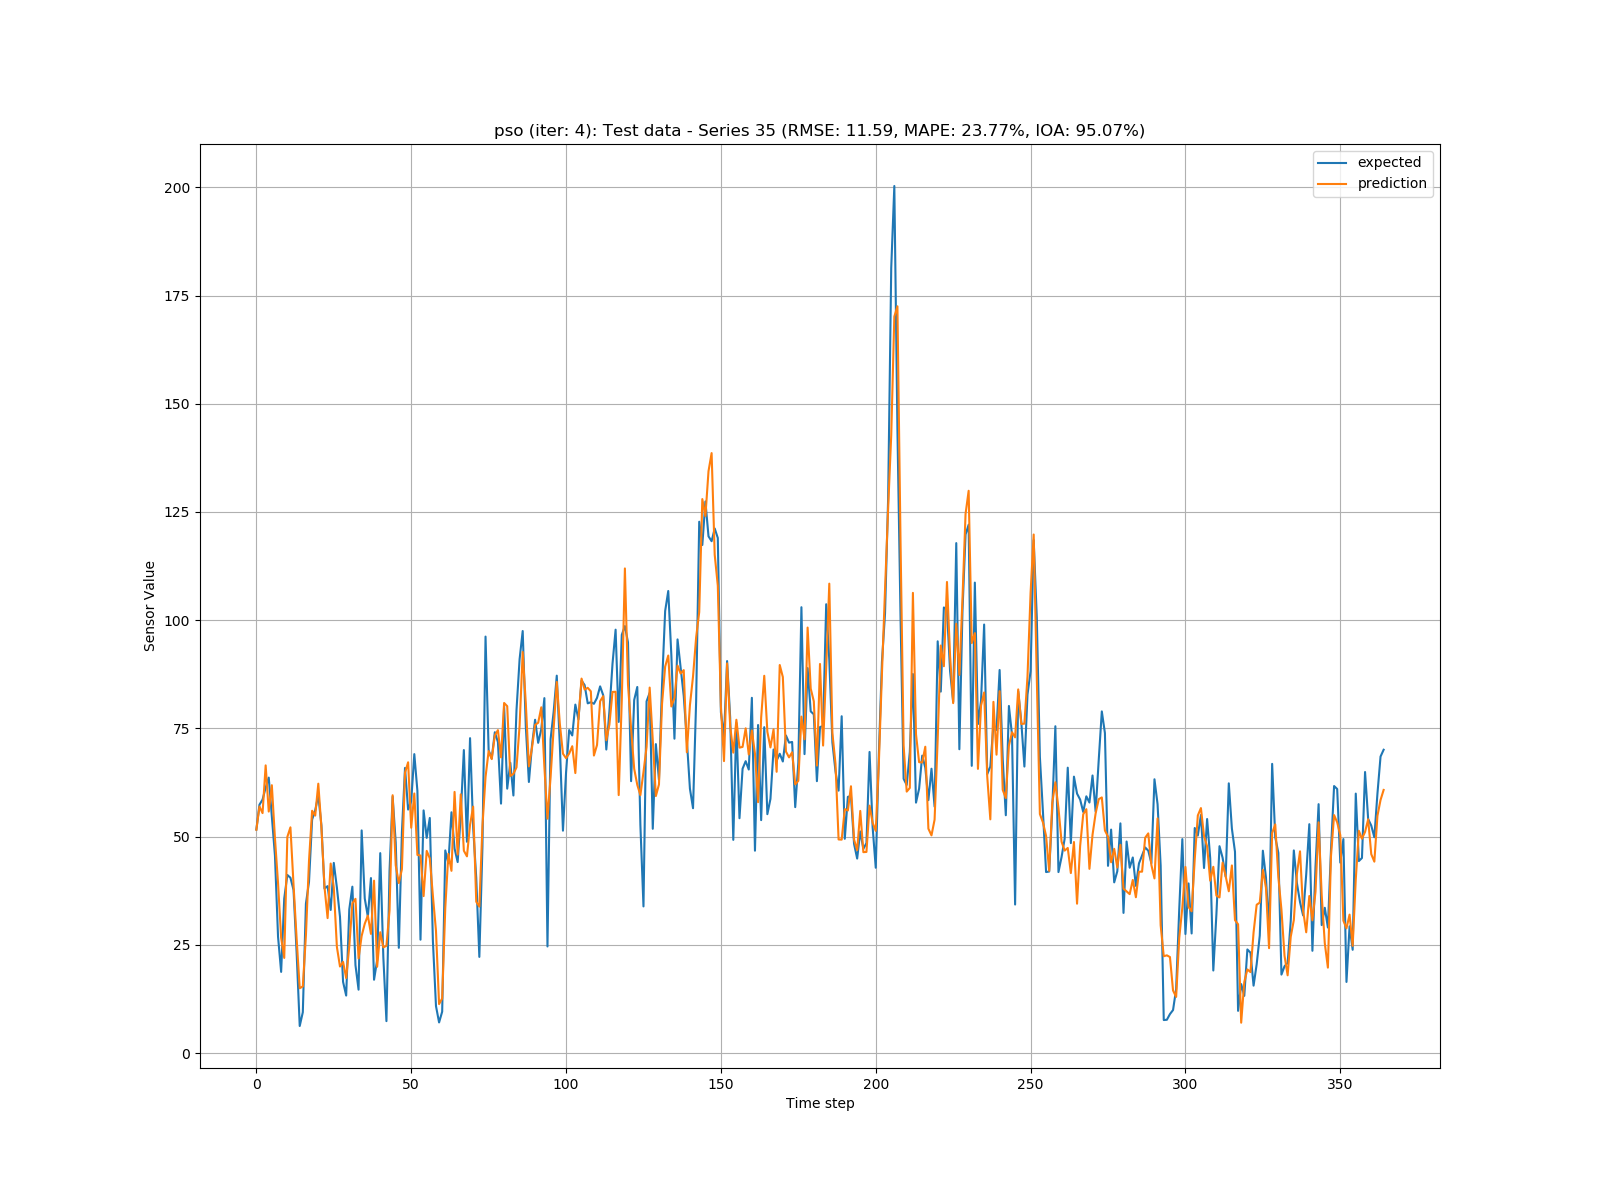 pso (iter: 4): Test data - Series 35 (RMSE: 11.59, MAPE: 23.77%, IOA: 95.07%)
expected
prediction
200
175
150
125
100
75
50
25
0
Sensor Value
0 50 100 150 200 250 300 350
Time step